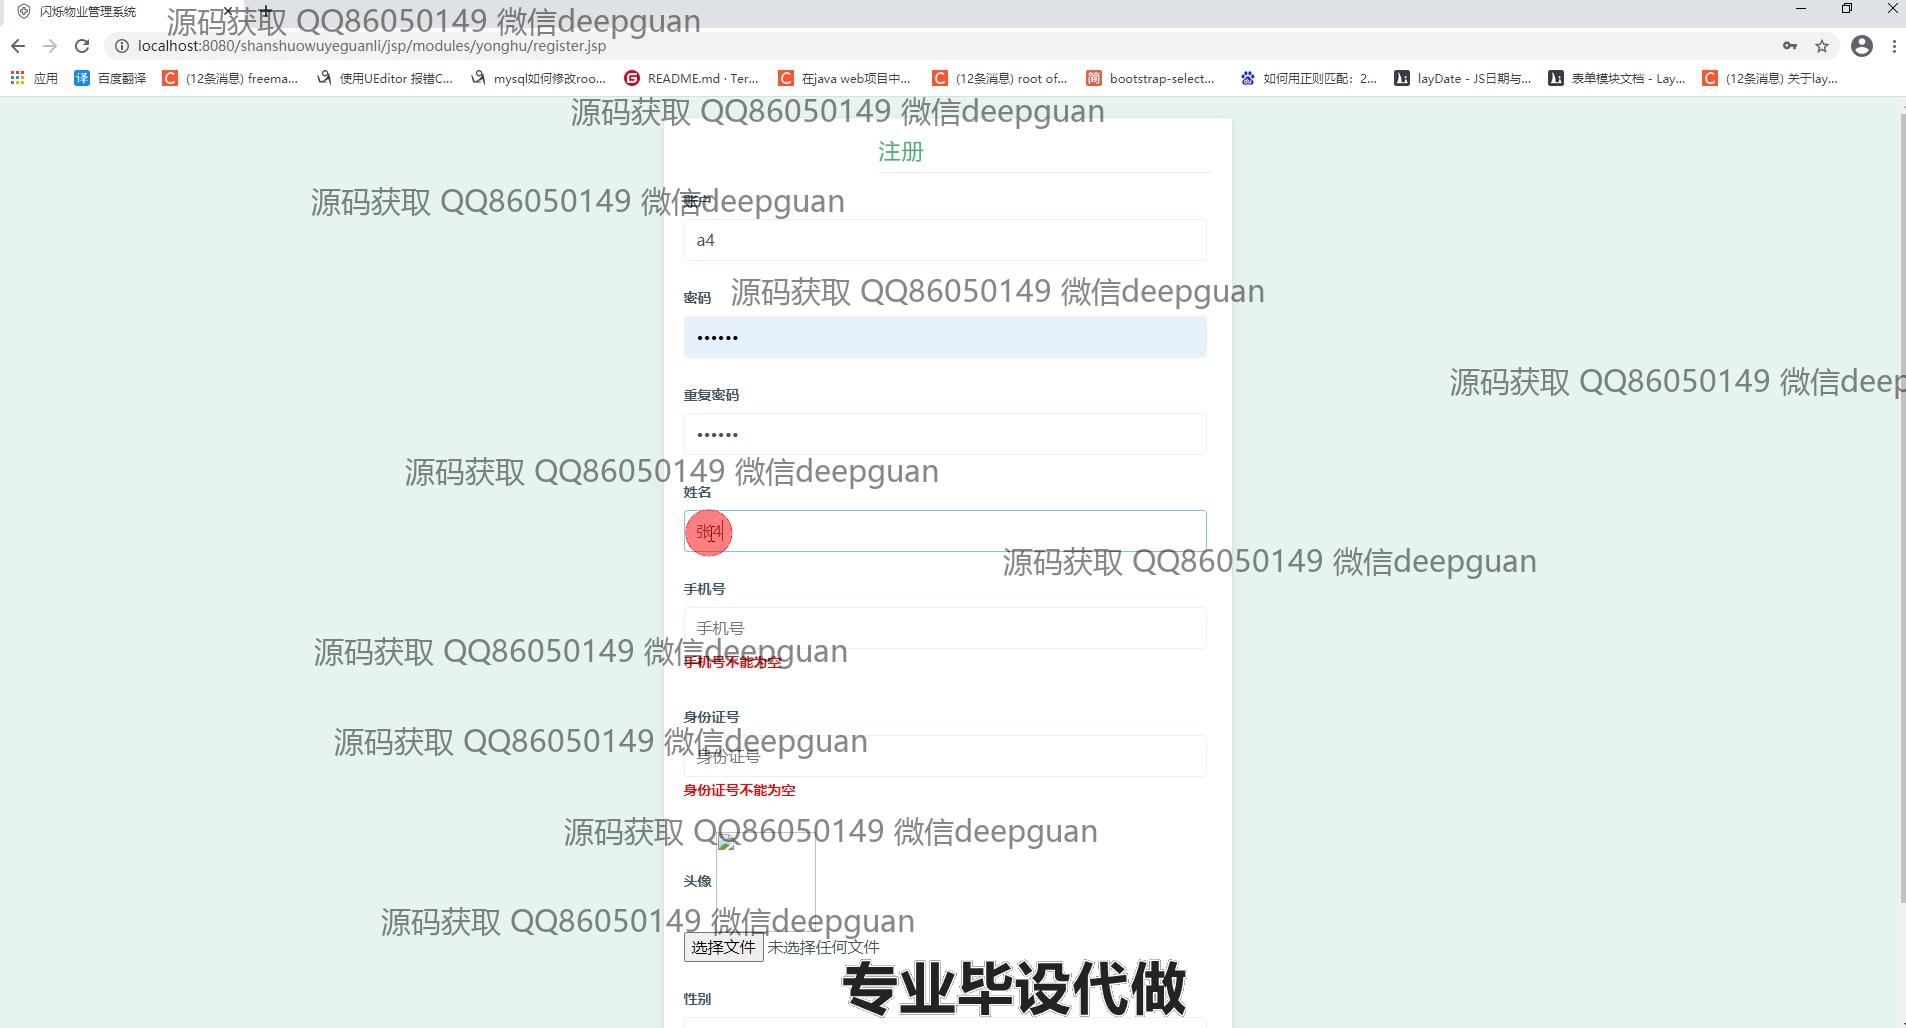 闪烁物业管理系统
源码获取 QQ86050149 微信deepguan
localhost:8080/shanshuowuyeguanli/jsp/modules/yonghu/register.jsp
应用 百度翻译 (12条消息) freema... 使用UEditor 报错C... mysql如何修改roo... README.md · Ter... 在java web项目中... (12条消息) root of... bootstrap-select... 如何用正则匹配：2... layDate - JS日期与... 表单模块文档 - Lay... (12条消息) 关于lay...
源码获取 QQ86050149 微信deepguan
注册
源码获取 QQ86050149 微信deepguan
账户
a4
源码获取 QQ86050149 微信deepguan
密码
••••••
源码获取 QQ86050149 微信deep
重复密码
••••••
源码获取 QQ86050149 微信deepguan
姓名
张4
源码获取 QQ86050149 微信deepguan
手机号
手机号
源码获取 QQ86050149 微信deepguan
手机号不能为空
身份证号
源码获取 QQ86050149 微信deepguan
身份证号
身份证号不能为空
源码获取 QQ86050149 微信deepguan
头像
源码获取 QQ86050149 微信deepguan
选择文件 未选择任何文件
专业毕设代做
性别